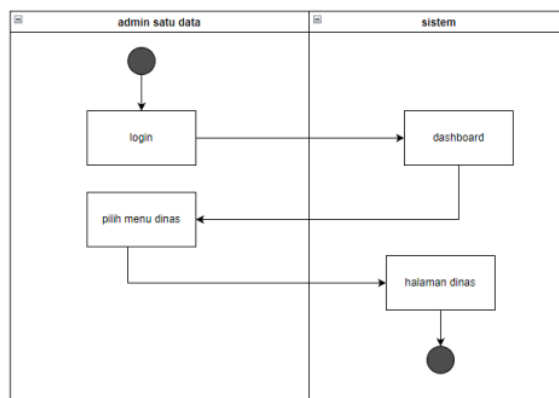 admin satu data
sistem
login
dashboard
pilih menu dinas
halaman dinas